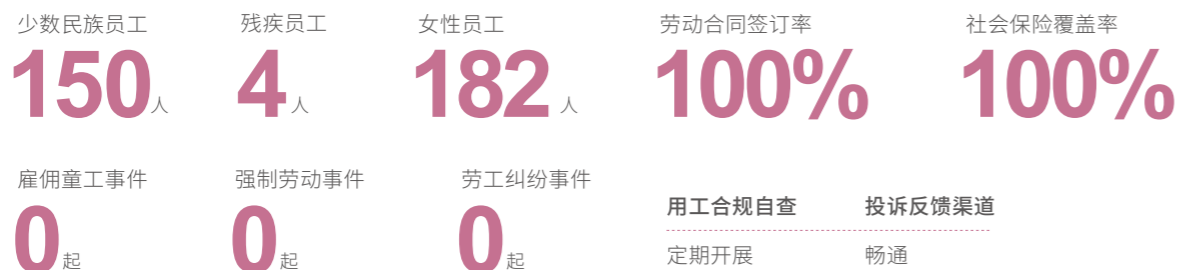 少数民族员工 残疾员工 女性员工 劳动合同签订率 社会保险覆盖率
150人 4人 182人 100% 100%
雇佣童工事件 强制劳动事件 劳工纠纷事件
0起 0起 0起
用工合规自查 投诉反馈渠道
定期开展 畅通